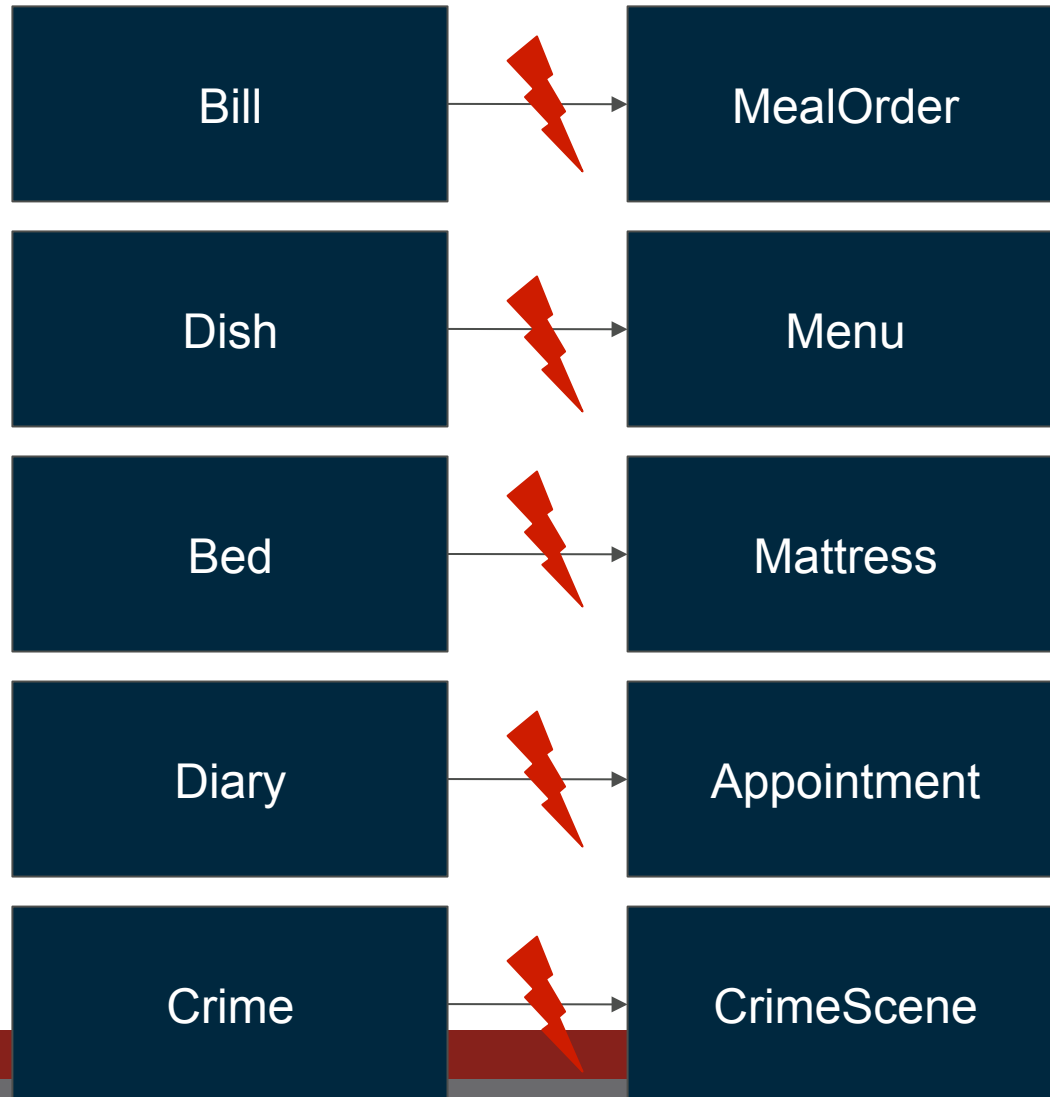 Bill
MealOrder
Dish
Menu
Bed
Mattress
Diary
Appointment
Crime
CrimeScene